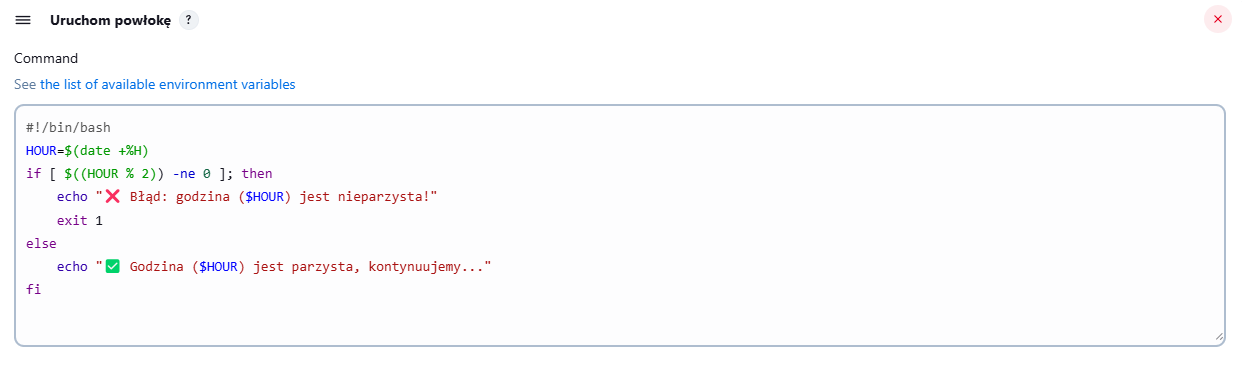 Uruchom powłokę ?
Command
See the list of available environment variables
#!/bin/bash
HOUR=$(date +%H)
if [ $((HOUR % 2)) -ne 0 ]; then
    echo "❌ Błąd: godzina ($HOUR) jest nieparzysta!"
    exit 1
else
    echo "✅ Godzina ($HOUR) jest parzysta, kontynuujemy..."
fi